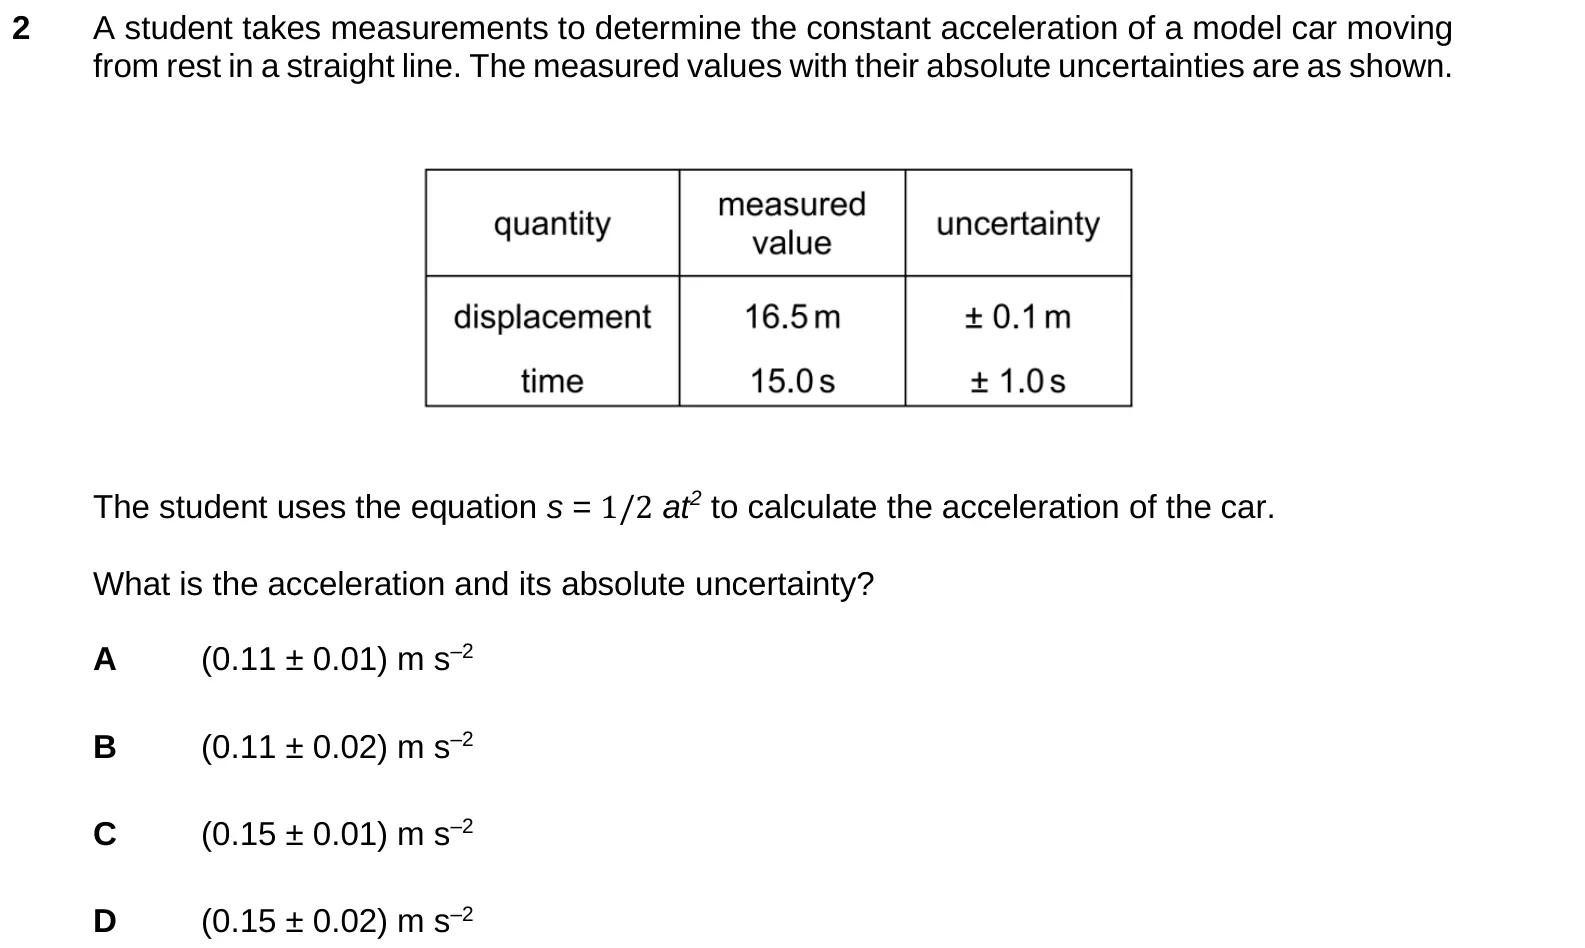 2 A student takes measurements to determine the constant acceleration of a model car moving
from rest in a straight line. The measured values with their absolute uncertainties are as shown.
quantity measured value uncertainty
displacement 16.5 m ± 0.1 m
time 15.0 s ± 1.0 s
The student uses the equation s = 1/2 at² to calculate the acceleration of the car.
What is the acceleration and its absolute uncertainty?
A (0.11 ± 0.01) m s⁻²
B (0.11 ± 0.02) m s⁻²
C (0.15 ± 0.01) m s⁻²
D (0.15 ± 0.02) m s⁻²